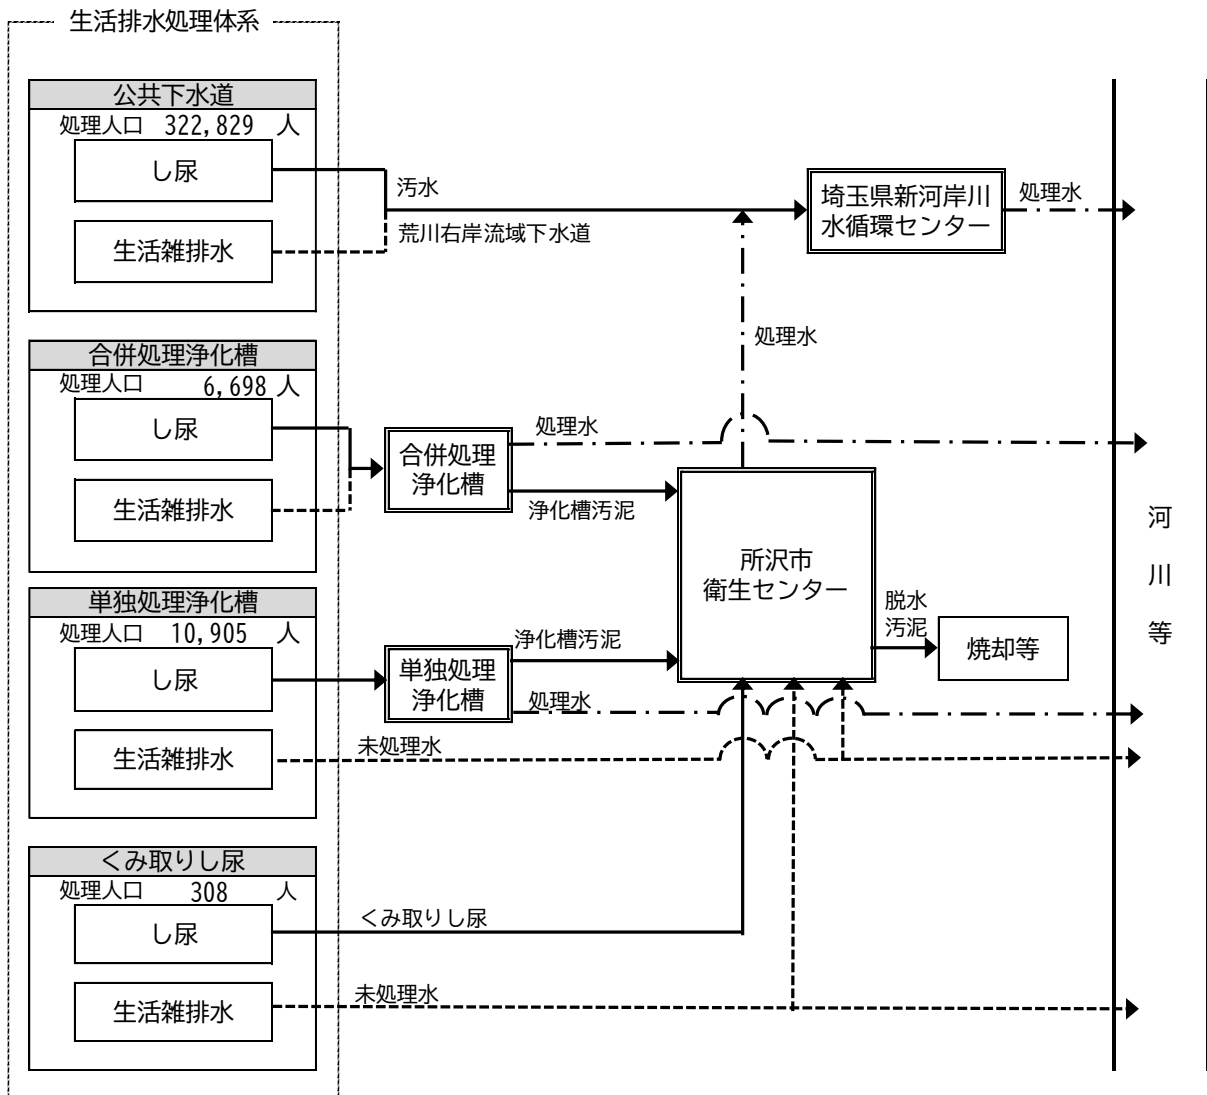 生活排水処理体系
公共下水道
処理人口 322,829 人
し尿
生活雑排水
汚水
荒川右岸流域下水道
埼玉県新河岸川
水循環センター
処理水
処理水
合併処理浄化槽
処理人口 6,698 人
し尿
生活雑排水
合併処理
浄化槽
処理水
浄化槽汚泥
所沢市
衛生センター
脱水
汚泥
焼却等
河
川
等
単独処理浄化槽
処理人口 10,905 人
し尿
生活雑排水
単独処理
浄化槽
浄化槽汚泥
処理水
未処理水
くみ取りし尿
処理人口 308 人
し尿
生活雑排水
くみ取りし尿
未処理水